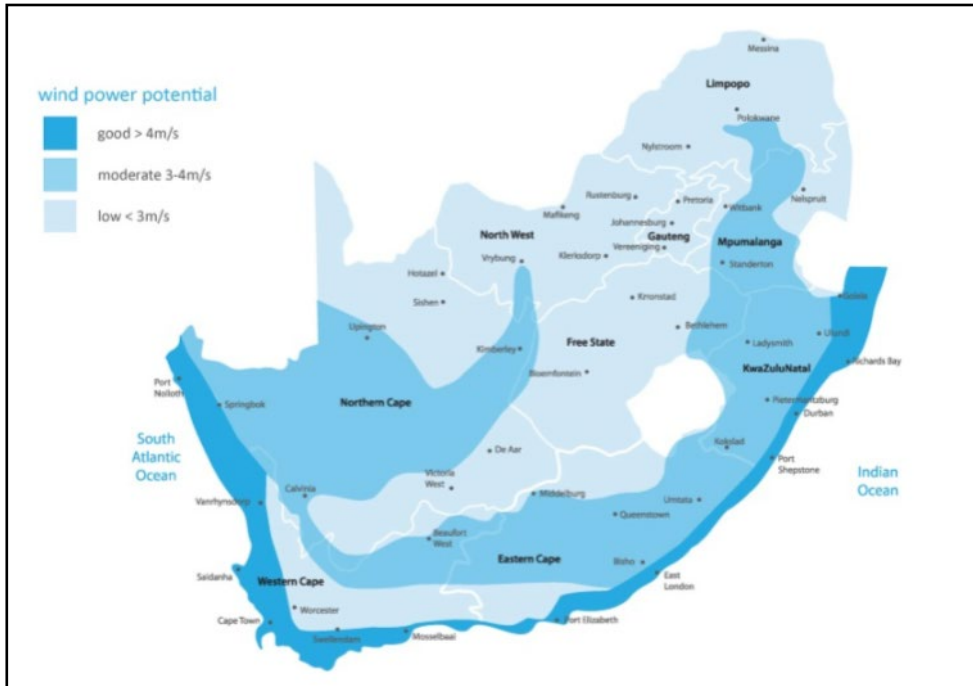 wind power potential
good > 4m/s
moderate 3-4m/s
low < 3m/s
Messina
Limpopo
Polokwane
Nylstroom
Rustenburg
Pretoria
Witbank
Nelspruit
Mafikeng
Johannesburg
Gauteng
North West
Vereeniging
Mpumalanga
Vrybung
Klerksdorp
Standerton
Hotazel
Sishen
Golela
Kronstad
Upington
Bethlehem
Ulundi
Kimberley
Free State
Ladysmith
Richards Bay
Bloemfontein
KwaZuluNatal
Port
Nolloth
Springbok
Northern Cape
Pietermaritzburg
Durban
South
Atlantic
Ocean
De Aar
Kokstad
Port
Shepstone
Indian
Ocean
Victoria
West
Calvinia
Middelburg
Umtata
Vanrhynsdorp
Queenstown
Beaufort
West
Eastern Cape
Bisho
East
London
Saldanha
Western Cape
Worcester
Cape Town
Swellendam
Mosselbaai
Port Elizabeth